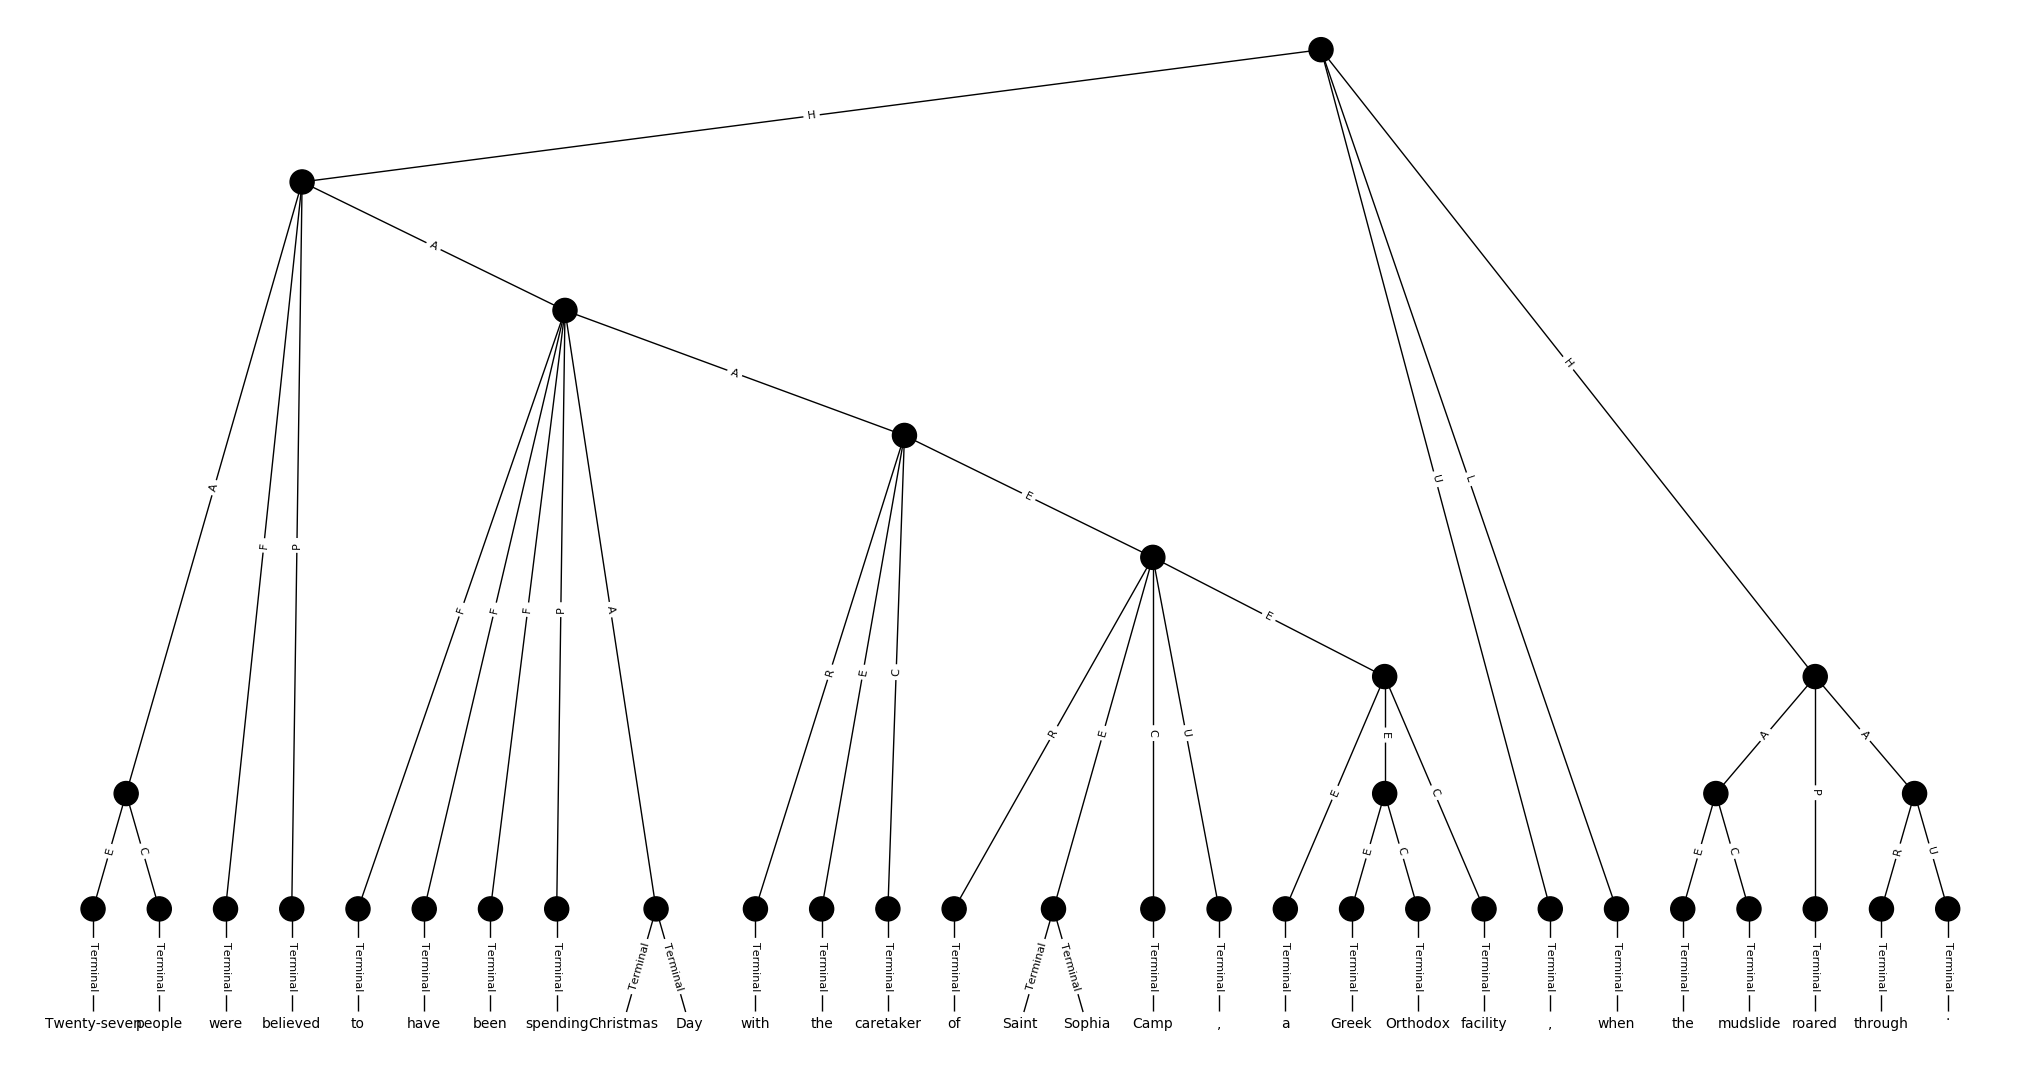 H
A
A
H
A
E
U
L
F
P
F
F
F
P
A
E
R
E
C
R
E
C
U
E
E
C
A
P
A
E
C
E
C
E
C
R
U
Terminal Terminal Terminal Terminal Terminal Terminal Terminal Terminal Terminal Terminal Terminal Terminal Terminal Terminal Terminal Terminal Terminal Terminal Terminal Terminal Terminal Terminal Terminal Terminal Terminal Terminal Terminal Terminal Terminal
Twenty-seven people were believed to have been spending Christmas Day with the caretaker of Saint Sophia Camp , a Greek Orthodox facility , when the mudslide roared through .